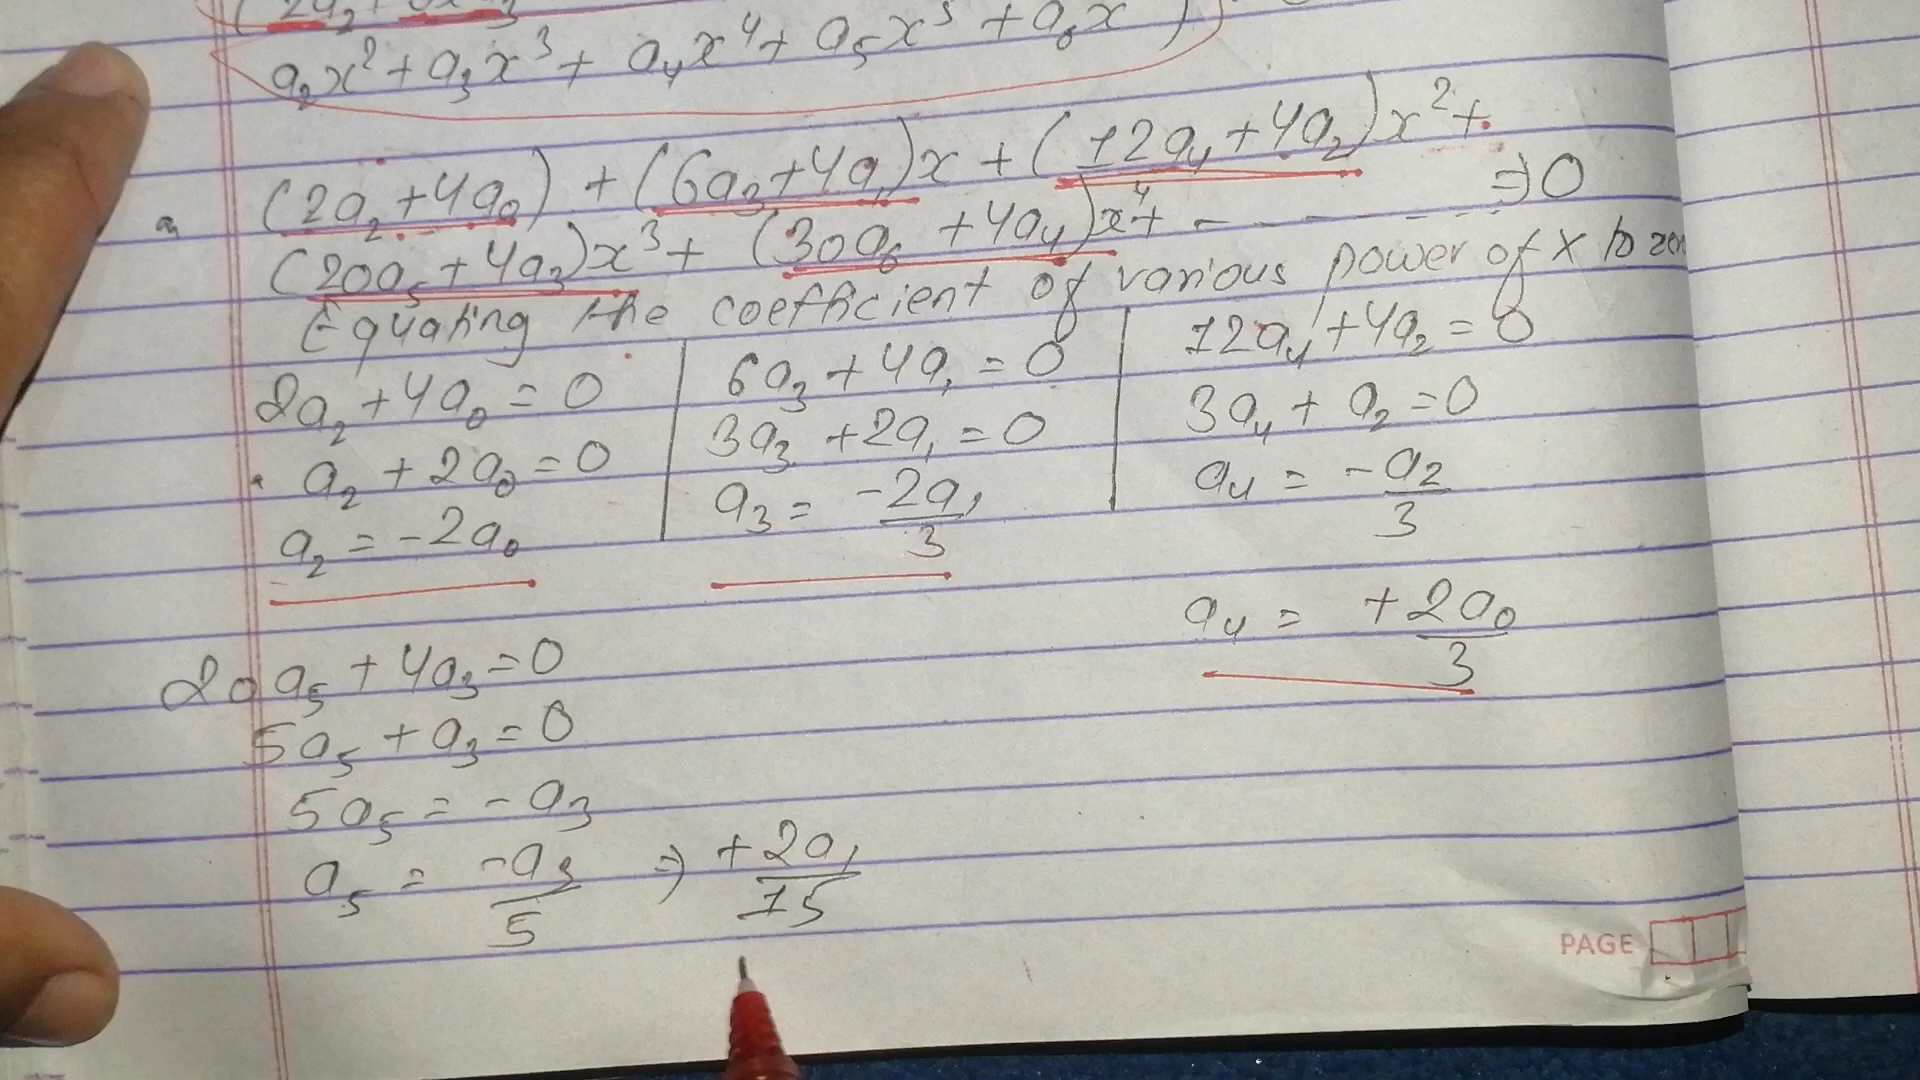 a₂x² + a₃x³ + a₄x⁴ + a₅x⁵ + a₆x )
(2a₂ + 4a₀) + (6a₃ + 4a₁)x + (12a₄ + 4a₂)x² +
(20a₅ + 4a₃)x³ + (30a₆ + 4a₄)x⁴ + - - - - - - ⇒ 0
Equating the coefficient of various power of x to
2a₂ + 4a₀ = 0
a₂ + 2a₀ = 0
a₂ = -2a₀
6a₃ + 4a₁ = 0
3a₃ + 2a₁ = 0
a₃ = -2a₁/3
12a₄ + 4a₂ = 0
3a₄ + a₂ = 0
a₄ = -a₂/3
a₄ = +2a₀/3
20a₅ + 4a₃ = 0
5a₅ + a₃ = 0
5a₅ = -a₃
a₅ = -a₃/5 ⇒ +2a₁/15
PAGE